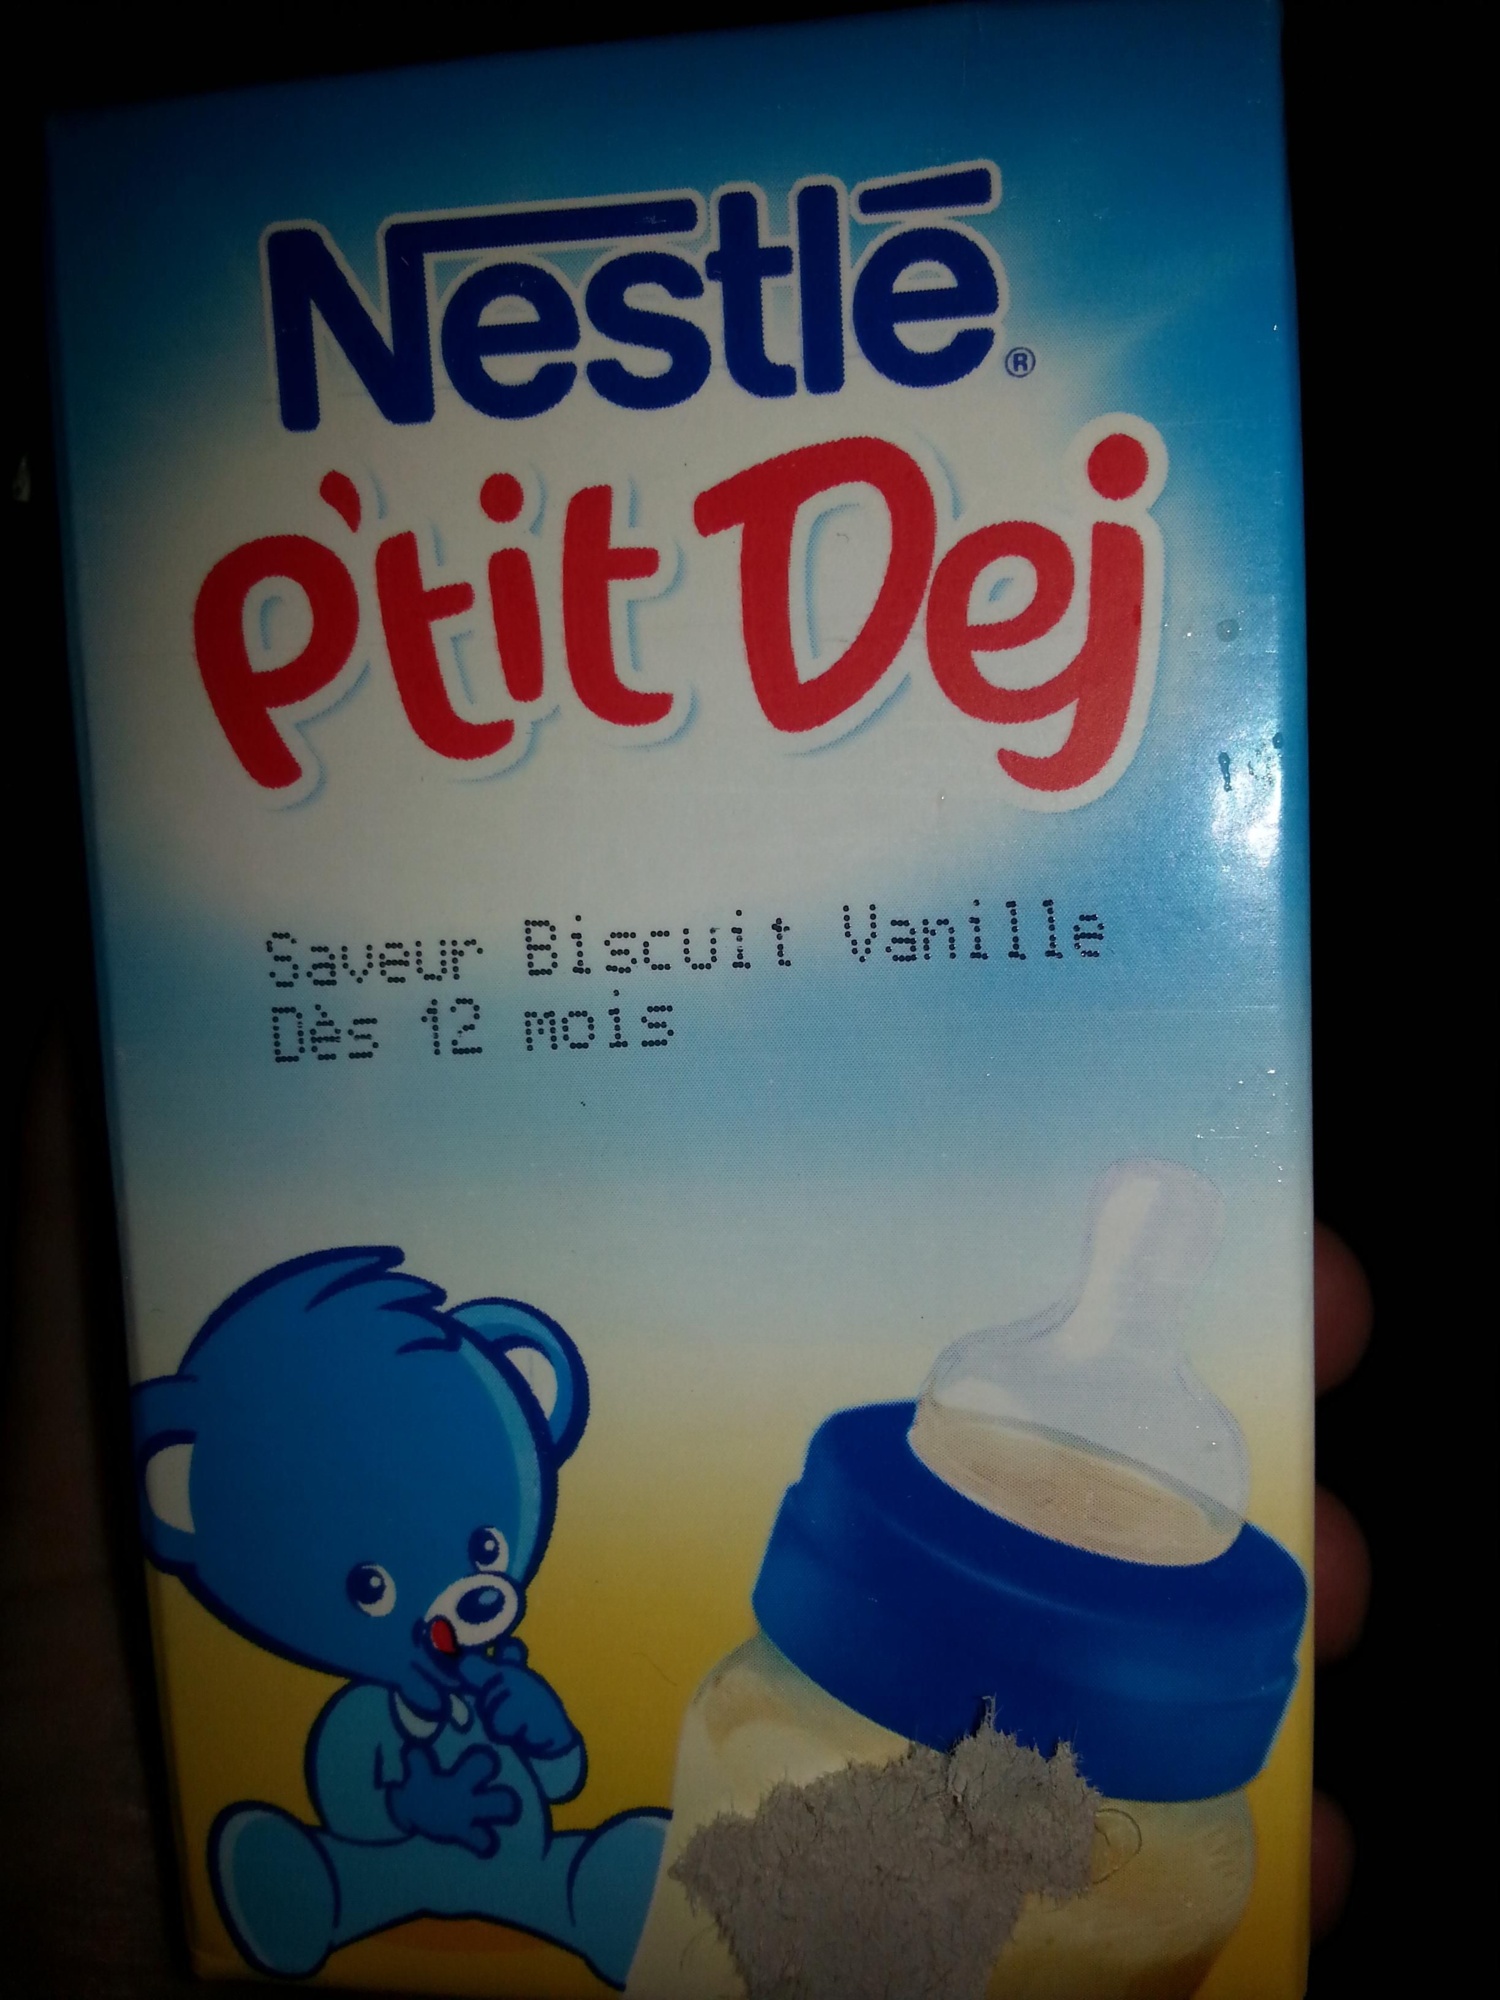 Nestlé®
P'tit Dej
Saveur Biscuit Vanille
Dès 12 mois